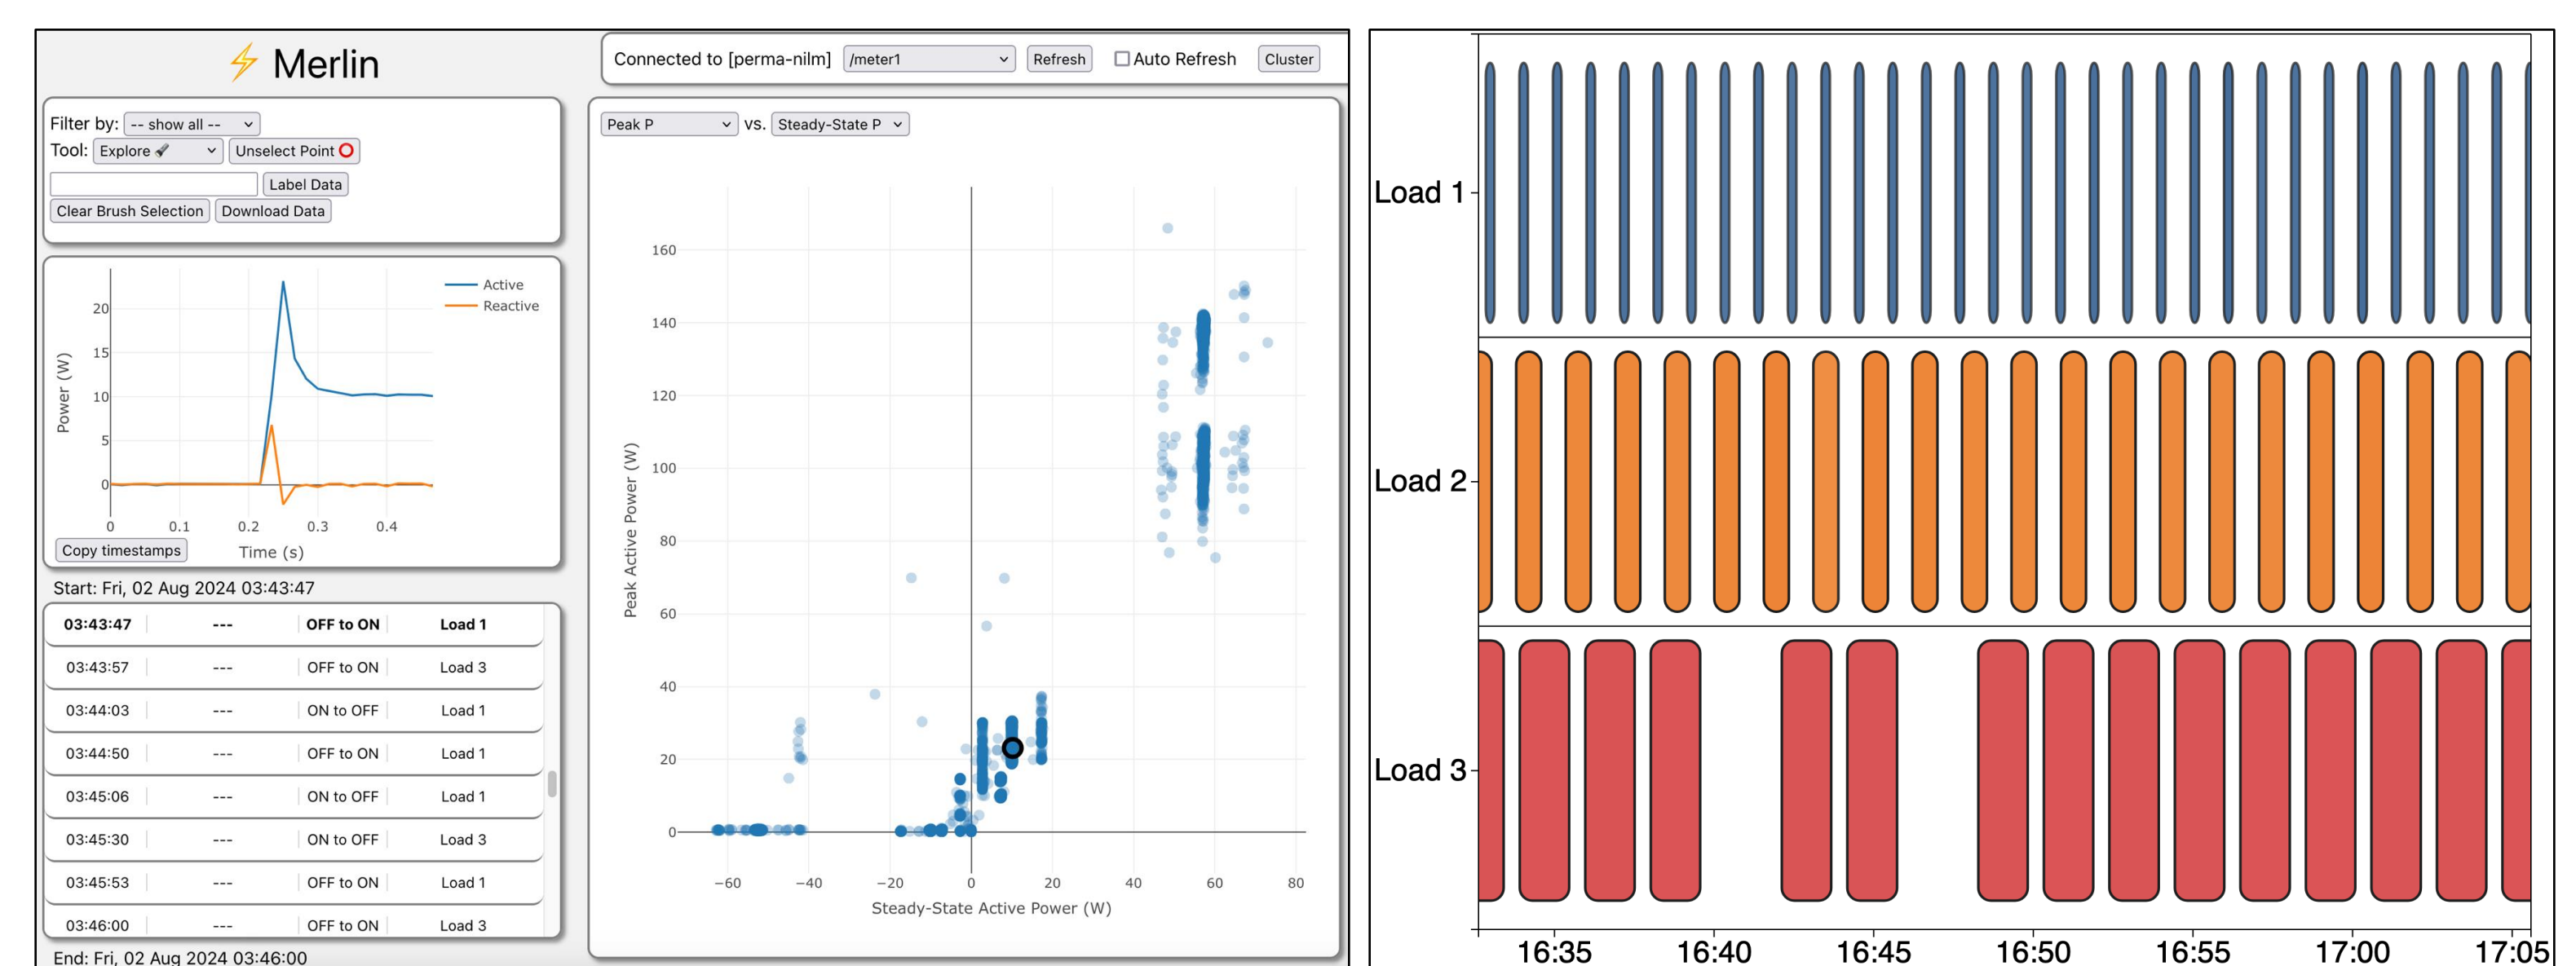 ⚡ Merlin
Connected to [perma-nilm] /meter1 Refresh Auto Refresh Cluster
Filter by: -- show all --
Tool: Explore Unselect Point
Label Data
Clear Brush Selection Download Data
Active
Reactive
Power (W)
20
15
10
5
0
0 0.1 0.2 0.3 0.4
Time (s)
Copy timestamps
Start: Fri, 02 Aug 2024 03:43:47
03:43:47 --- OFF to ON Load 1
03:43:57 --- OFF to ON Load 3
03:44:03 --- ON to OFF Load 1
03:44:50 --- OFF to ON Load 1
03:45:06 --- ON to OFF Load 1
03:45:30 --- ON to OFF Load 3
03:45:53 --- OFF to ON Load 1
03:46:00 --- OFF to ON Load 3
End: Fri, 02 Aug 2024 03:46:00
Peak P vs. Steady-State P
Peak Active Power (W)
160
140
120
100
80
60
40
20
0
−60 −40 −20 0 20 40 60 80
Steady-State Active Power (W)
Load 1
Load 2
Load 3
16:35 16:40 16:45 16:50 16:55 17:00 17:05